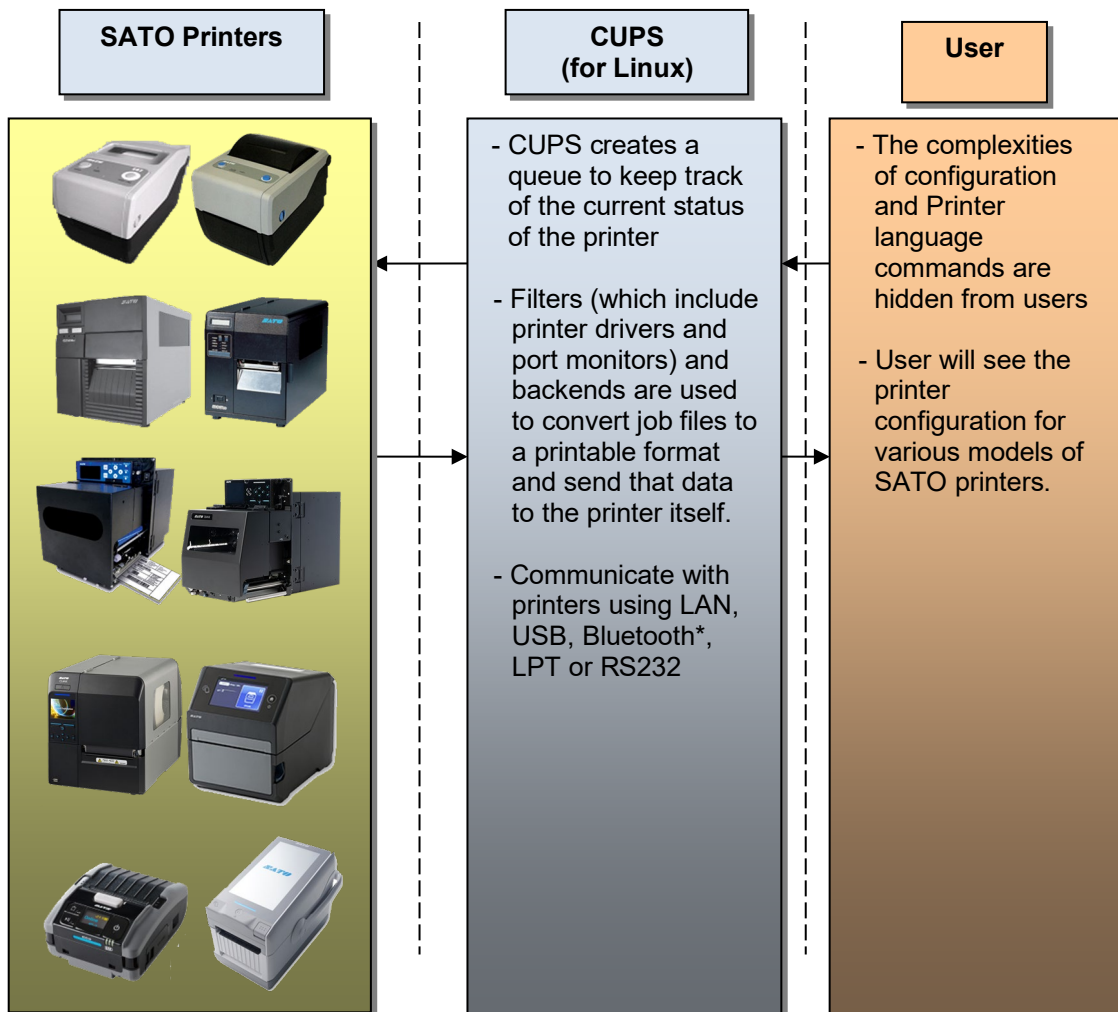 SATO Printers
CUPS
(for Linux)
User
- CUPS creates a
queue to keep track
of the current status
of the printer
- Filters (which include
printer drivers and
port monitors) and
backends are used
to convert job files to
a printable format
and send that data
to the printer itself.
- Communicate with
printers using LAN,
USB, Bluetooth*,
LPT or RS232
- The complexities
of configuration
and Printer
language
commands are
hidden from users
- User will see the
printer
configuration for
various models of
SATO printers.
SATO
SATO
SATO